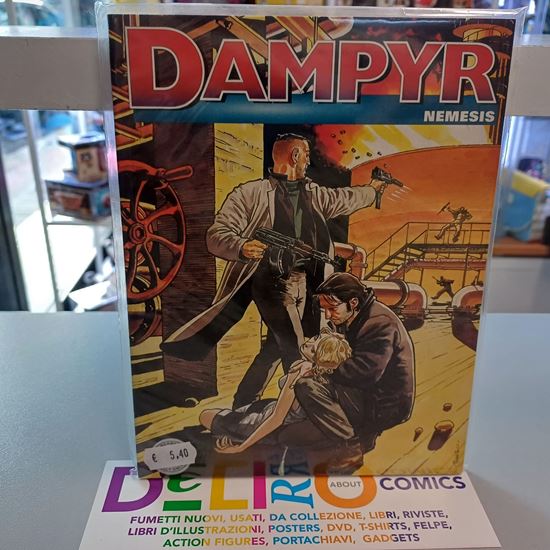 DAMPYR
NEMESIS
€ 5,40
DELIRO ABOUT COMICS
FUMETTI NUOVI, USATI, DA COLLEZIONE, LIBRI, RIVISTE,
LIBRI D'ILLUSTRAZIONI, POSTERS, DVD, T-SHIRTS, FELPE,
ACTION FIGURES, PORTACHIAVI, GADGETS